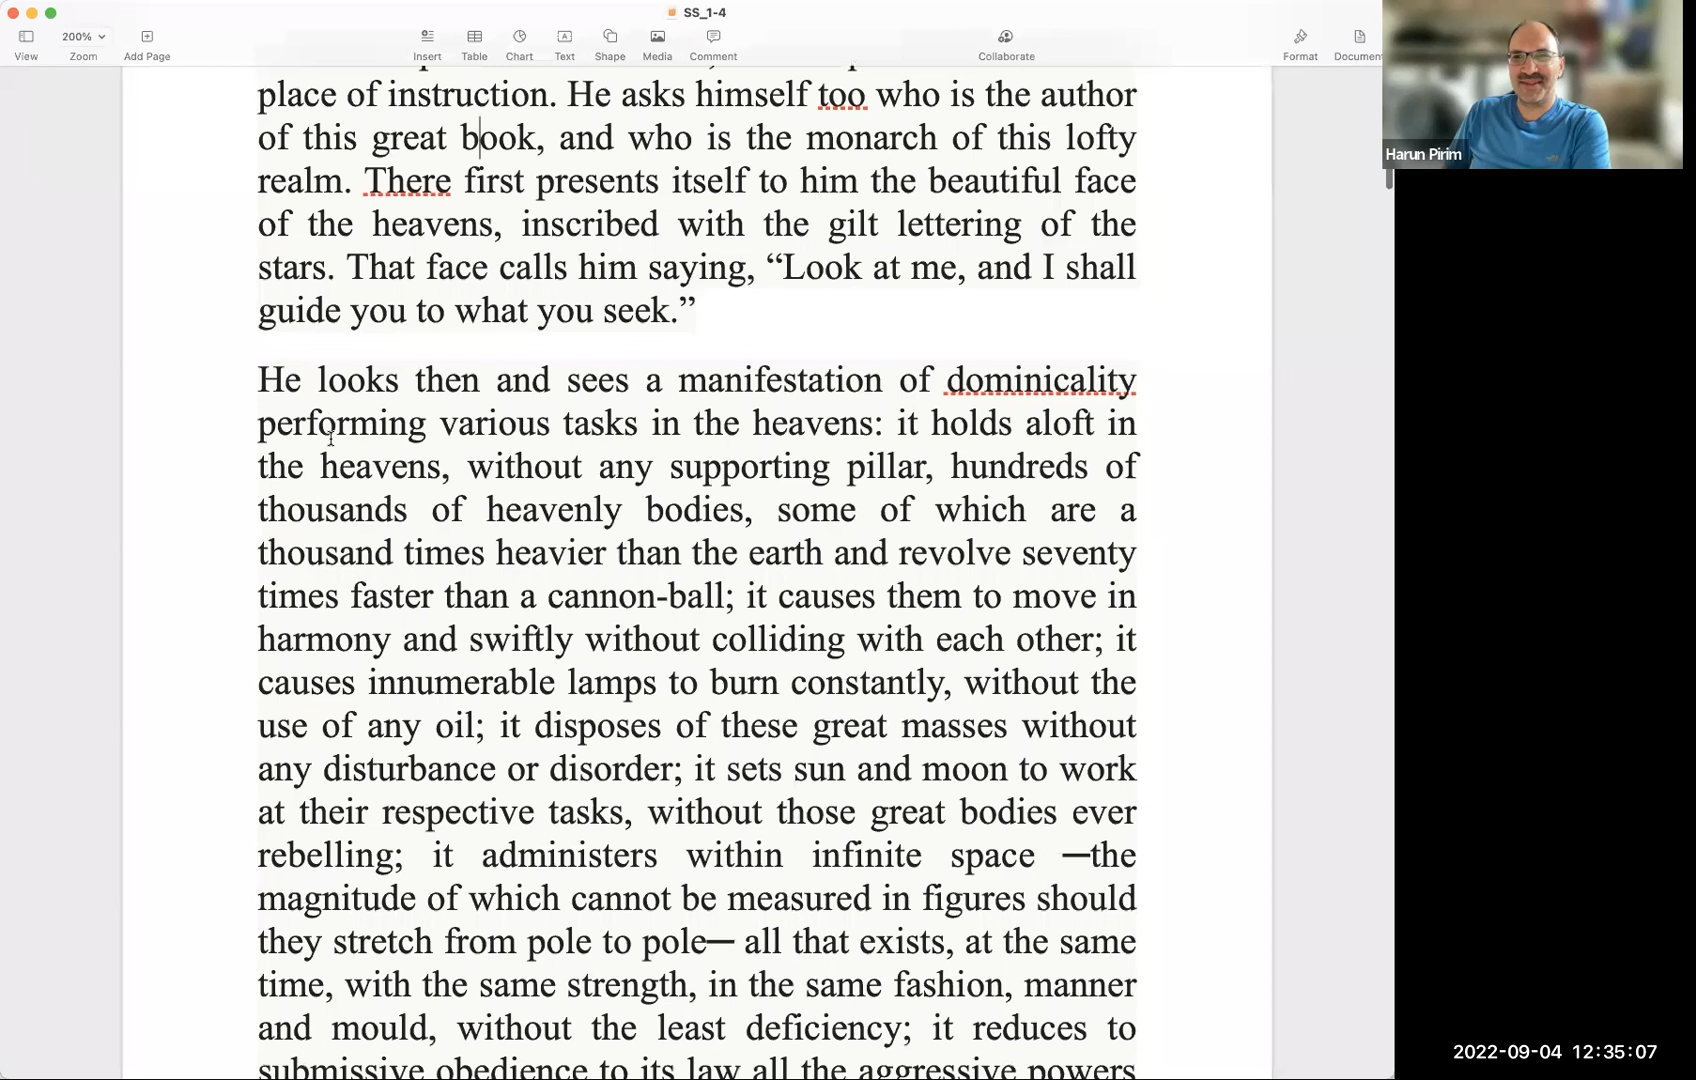 SS_1-4
200%
View Zoom Add Page Insert Table Chart Text Shape Media Comment Collaborate Format Documen
place of instruction. He asks himself too who is the author
of this great book, and who is the monarch of this lofty
realm. There first presents itself to him the beautiful face
of the heavens, inscribed with the gilt lettering of the
stars. That face calls him saying, “Look at me, and I shall
guide you to what you seek.”
He looks then and sees a manifestation of dominicality
performing various tasks in the heavens: it holds aloft in
the heavens, without any supporting pillar, hundreds of
thousands of heavenly bodies, some of which are a
thousand times heavier than the earth and revolve seventy
times faster than a cannon-ball; it causes them to move in
harmony and swiftly without colliding with each other; it
causes innumerable lamps to burn constantly, without the
use of any oil; it disposes of these great masses without
any disturbance or disorder; it sets sun and moon to work
at their respective tasks, without those great bodies ever
rebelling; it administers within infinite space —the
magnitude of which cannot be measured in figures should
they stretch from pole to pole— all that exists, at the same
time, with the same strength, in the same fashion, manner
and mould, without the least deficiency; it reduces to
submissive obedience to its law all the aggressive powers
Harun Pirim
2022-09-04 12:35:07